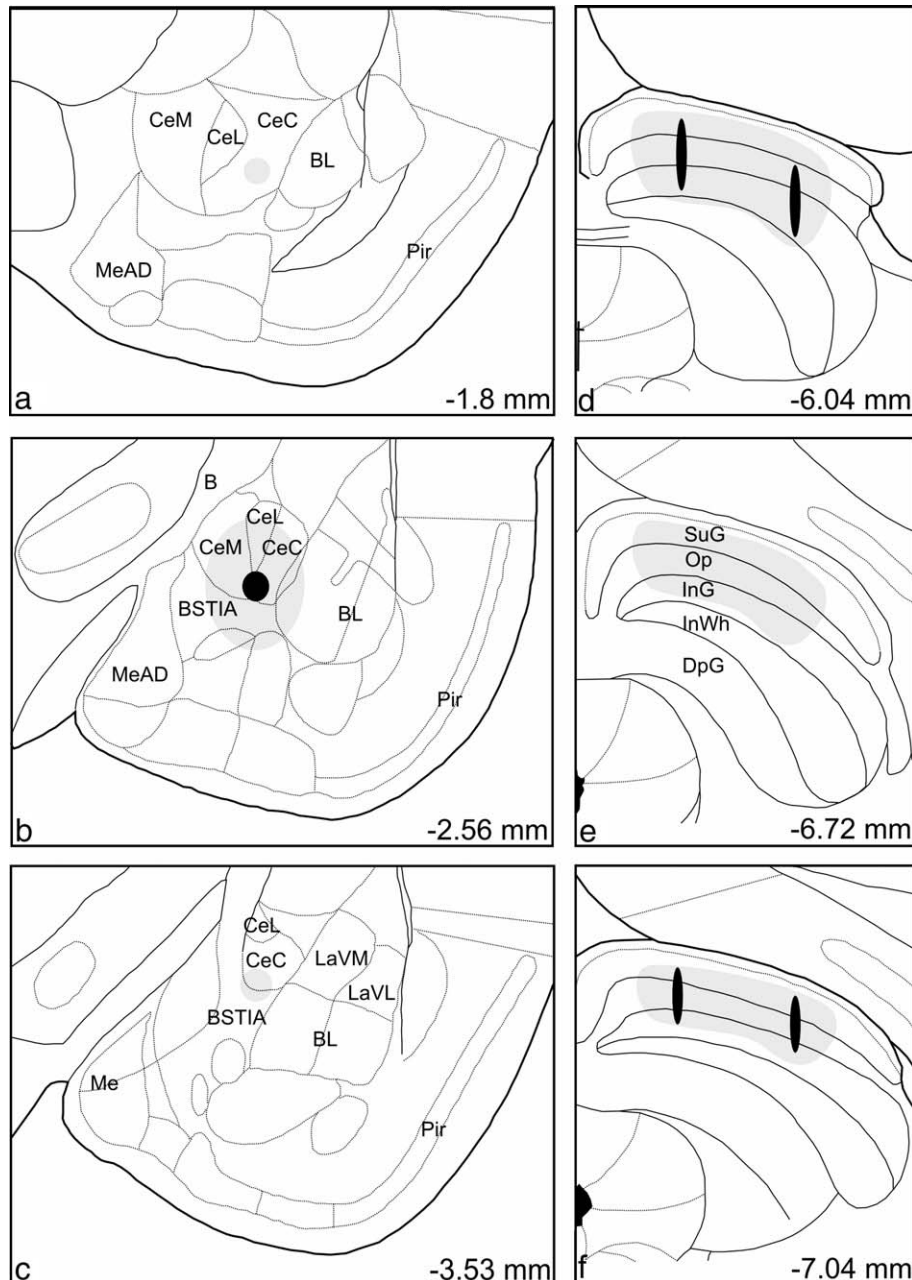 CeM
CeL
CeC
BL
MeAD
Pir
a
-1.8 mm
B
CeL
CeM
CeC
BSTIA
BL
MeAD
Pir
b
-2.56 mm
CeL
CeC
LaVM
LaVL
BSTIA
BL
Me
Pir
c
-3.53 mm
d
-6.04 mm
SuG
Op
InG
InWh
DpG
e
-6.72 mm
f
-7.04 mm